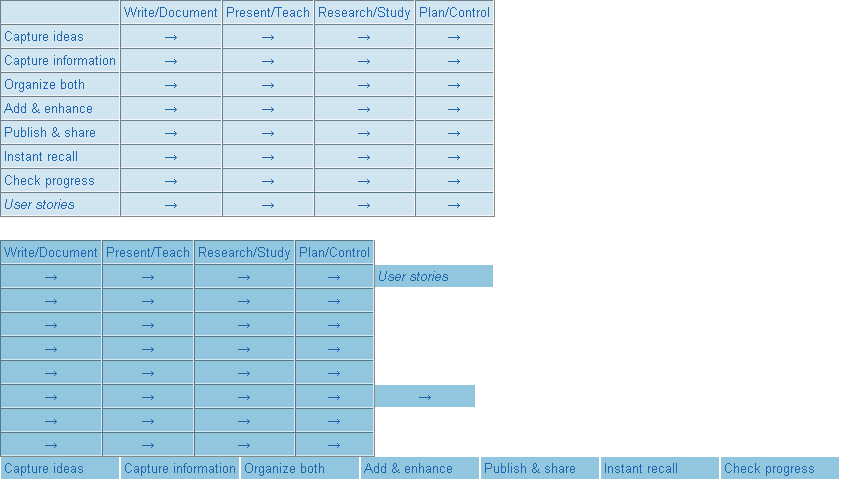 Write/Document Present/Teach Research/Study Plan/Control
Capture ideas → → → →
Capture information → → → →
Organize both → → → →
Add & enhance → → → →
Publish & share → → → →
Instant recall → → → →
Check progress → → → →
User stories → → → →
Write/Document Present/Teach Research/Study Plan/Control
→ → → → User stories
→ → → →
→ → → →
→ → → →
→ → → →
→ → → → →
→ → → →
→ → → →
Capture ideas Capture information Organize both Add & enhance Publish & share Instant recall Check progress